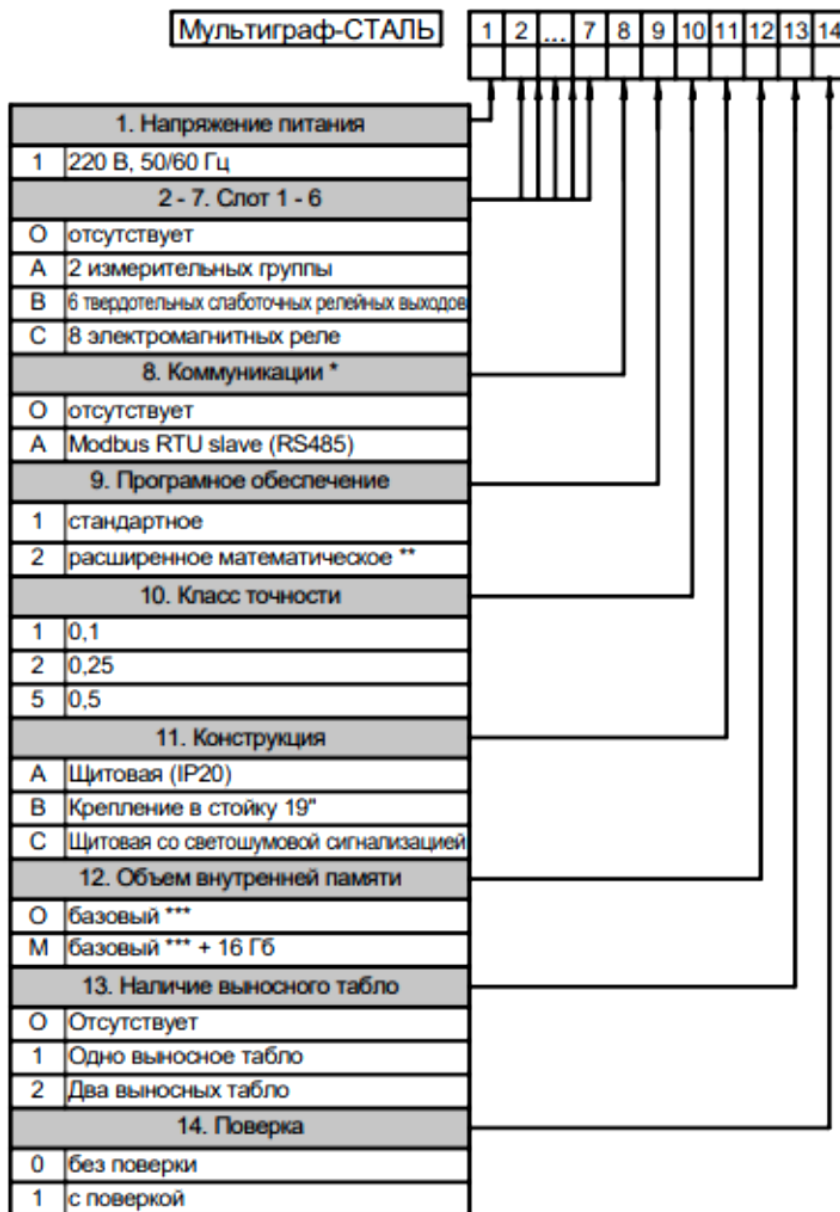 Мультиграф-СТАЛЬ 1 2 ... 7 8 9 10 11 12 13 14
1. Напряжение питания
1 220 В, 50/60 Гц
2 - 7. Слот 1 - 6
О отсутствует
А 2 измерительных группы
В 6 твердотельных слаботочных релейных выходов
С 8 электромагнитных реле
8. Коммуникации *
О отсутствует
А Modbus RTU slave (RS485)
9. Програмное обеспечение
1 стандартное
2 расширенное математическое **
10. Класс точности
1 0,1
2 0,25
5 0,5
11. Конструкция
А Щитовая (IP20)
В Крепление в стойку 19"
С Щитовая со светошумовой сигнализацией
12. Объем внутренней памяти
О базовый ***
М базовый *** + 16 Гб
13. Наличие выносного табло
О Отсутствует
1 Одно выносное табло
2 Два выносных табло
14. Поверка
0 без поверки
1 с поверкой